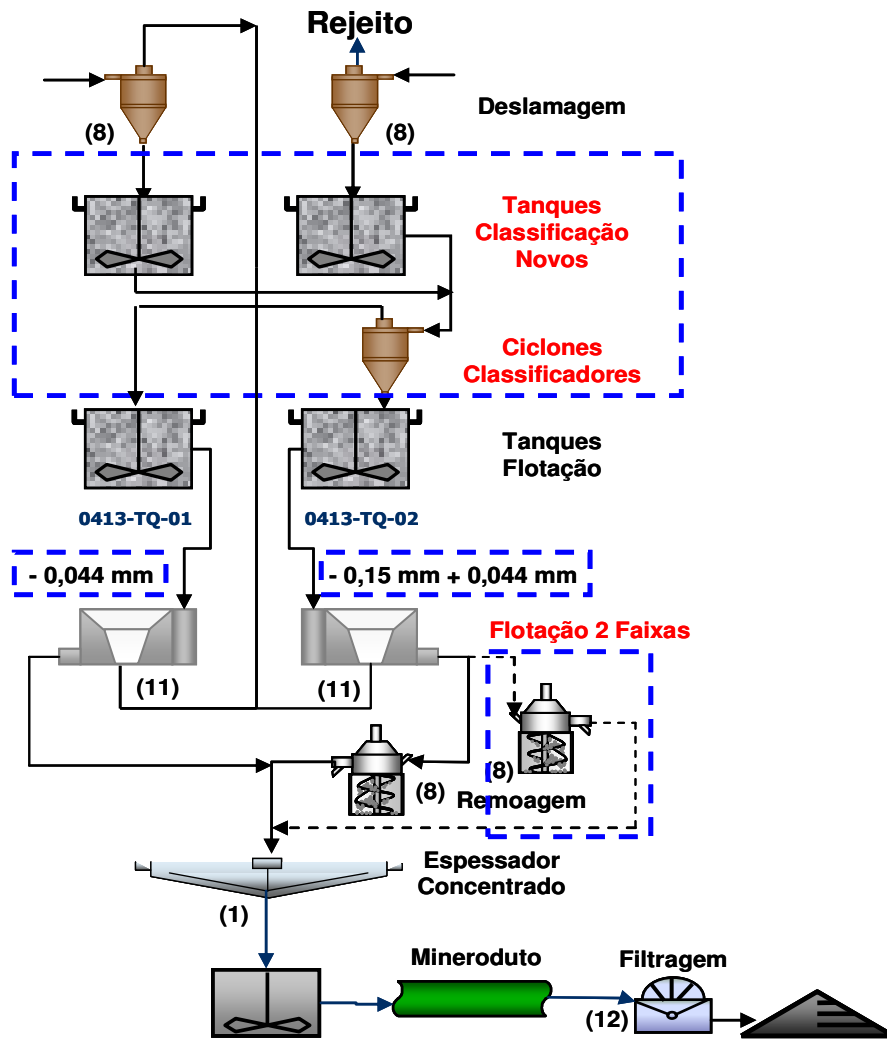 Rejeito
Deslamagem
(8)
(8)
Tanques
Classificação
Novos
Ciclones
Classificadores
Tanques
Flotação
0413-TQ-01
0413-TQ-02
- 0,044 mm
- 0,15 mm + 0,044 mm
Flotação 2 Faixas
(11)
(11)
(8)
(8)
Remoagem
Espessador
Concentrado
(1)
Mineroduto
Filtragem
(12)